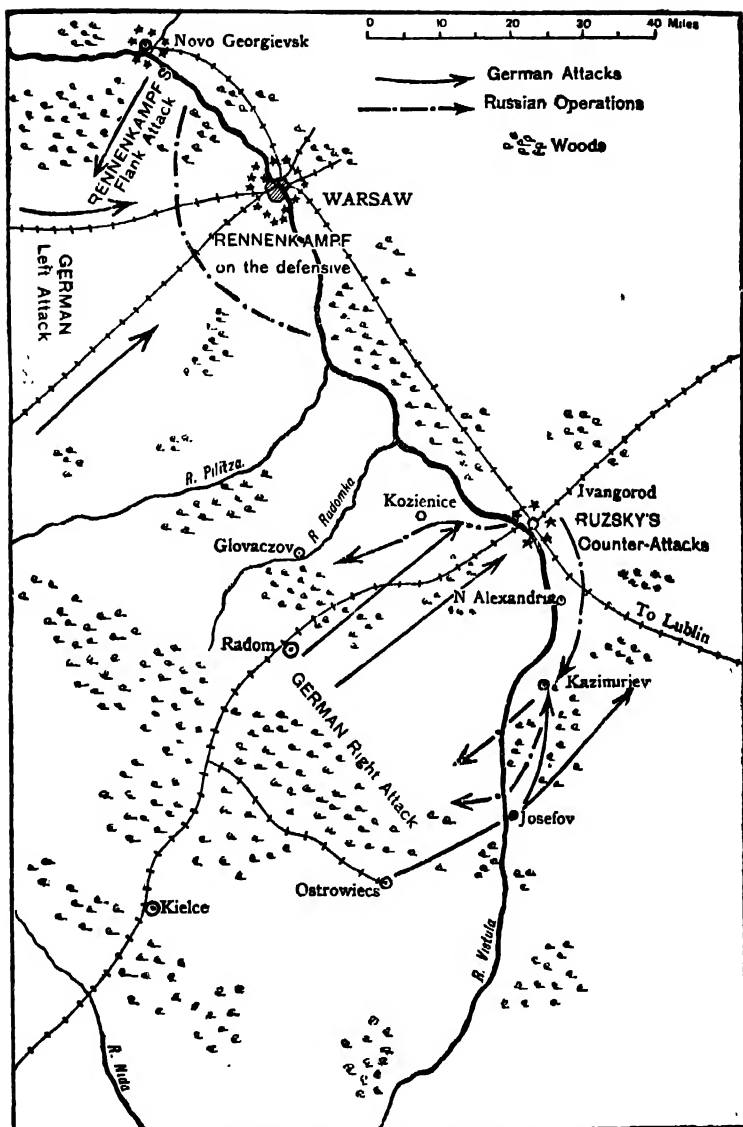 0 10 20 30 40 Miles
Novo Georgievsk
German Attacks
Russian Operations
Woods
RENNENKAMPF'S
Flank Attack
WARSAW
RENNENKAMPF
on the defensive
GERMAN
Left Attack
R. Pilitza.
R. Radomka
Kozienice
Ivangorod
RUZSKY'S
Counter-Attacks
Glovaczov
N Alexandria
To Lublin
Radom
Kazimirjev
GERMAN Right Attack
Josefov
Ostrowiecs
Kielce
R. Vistula
R. Nida